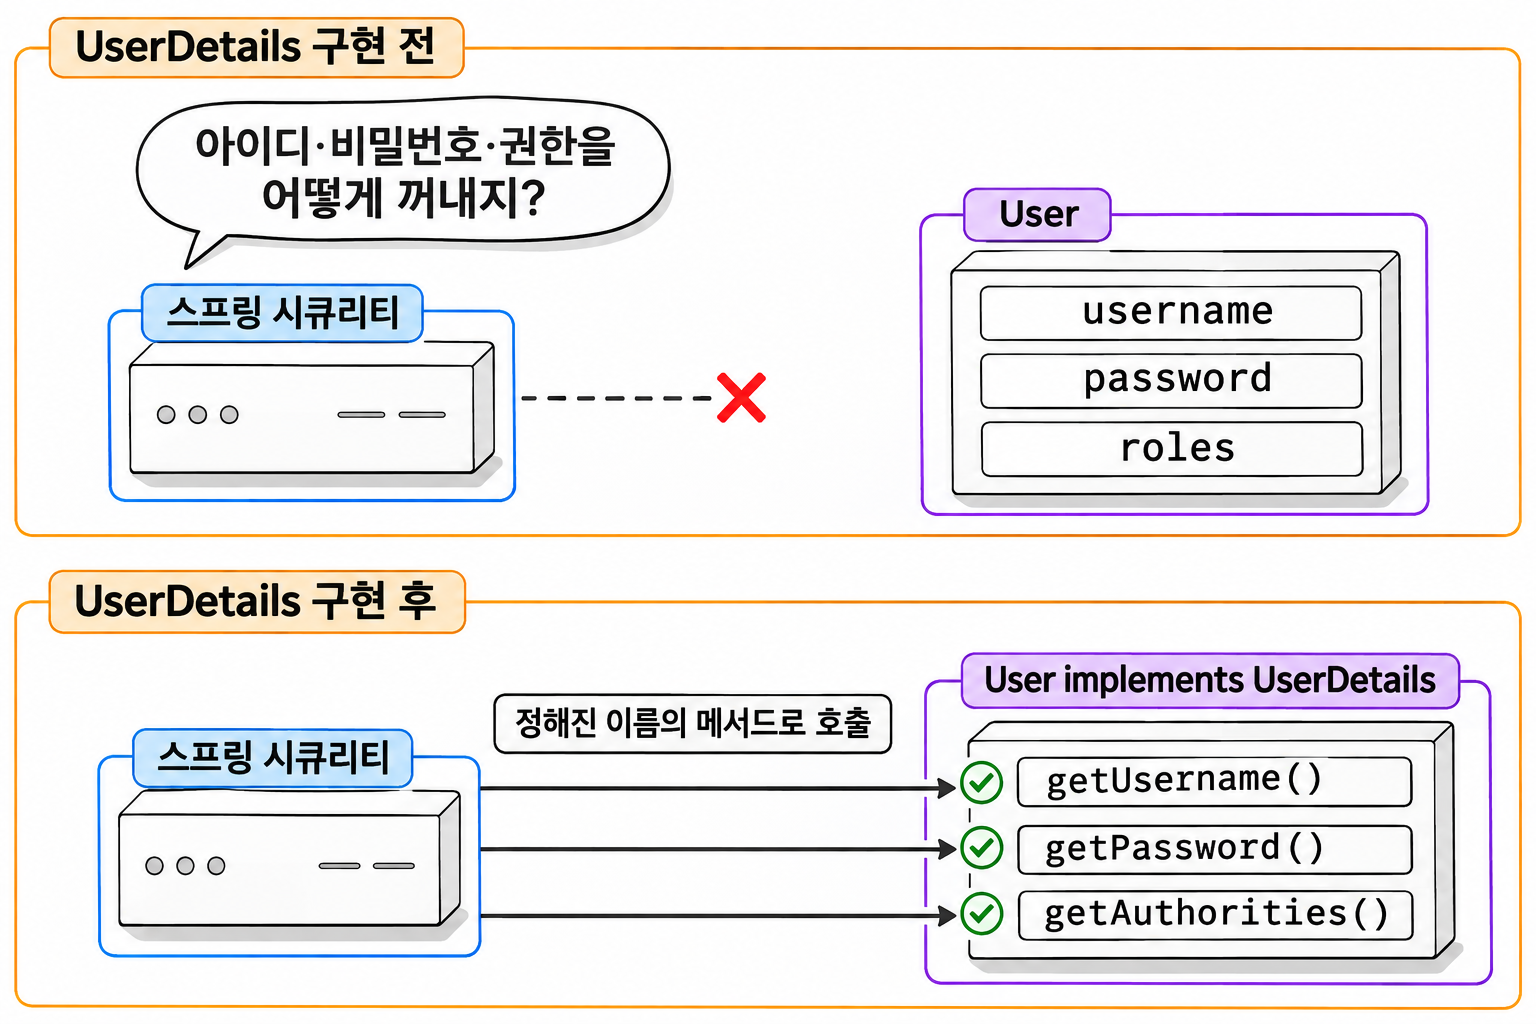 UserDetails 구현 전
아이디·비밀번호·권한을
어떻게 꺼내지?
스프링 시큐리티
User
username
password
roles
UserDetails 구현 후
User implements UserDetails
정해진 이름의 메서드로 호출
스프링 시큐리티
getUsername()
getPassword()
getAuthorities()